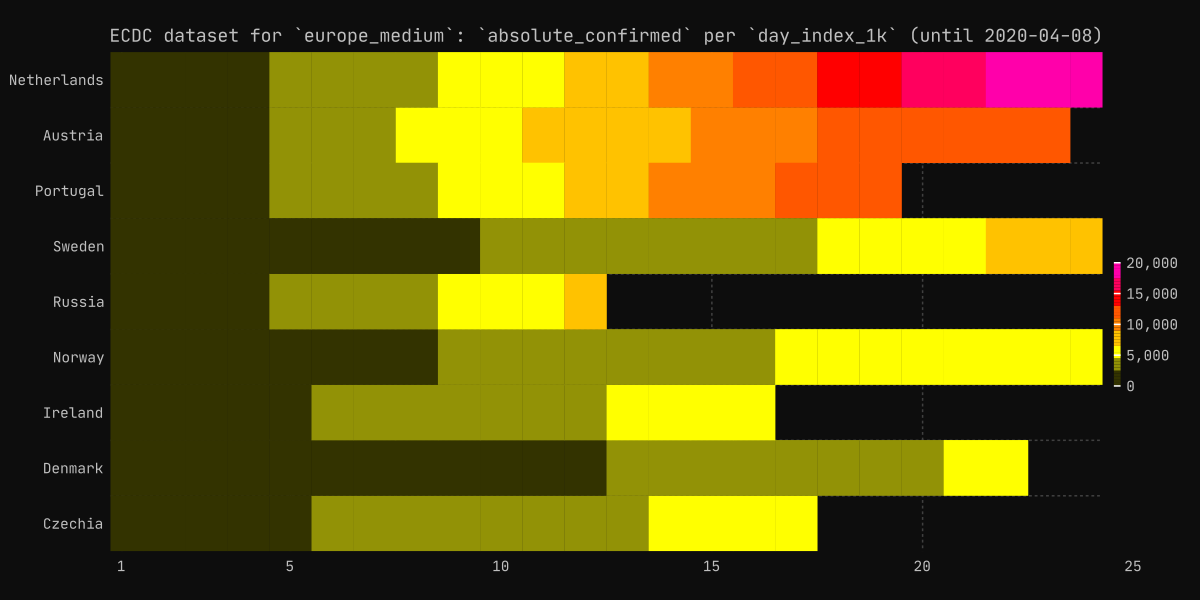 ECDC dataset for `europe_medium`: `absolute_confirmed` per `day_index_1k` (until 2020-04-08)
Netherlands
Austria
Portugal
Sweden
Russia
Norway
Ireland
Denmark
Czechia
1 5 10 15 20 25
20,000
15,000
10,000
5,000
0